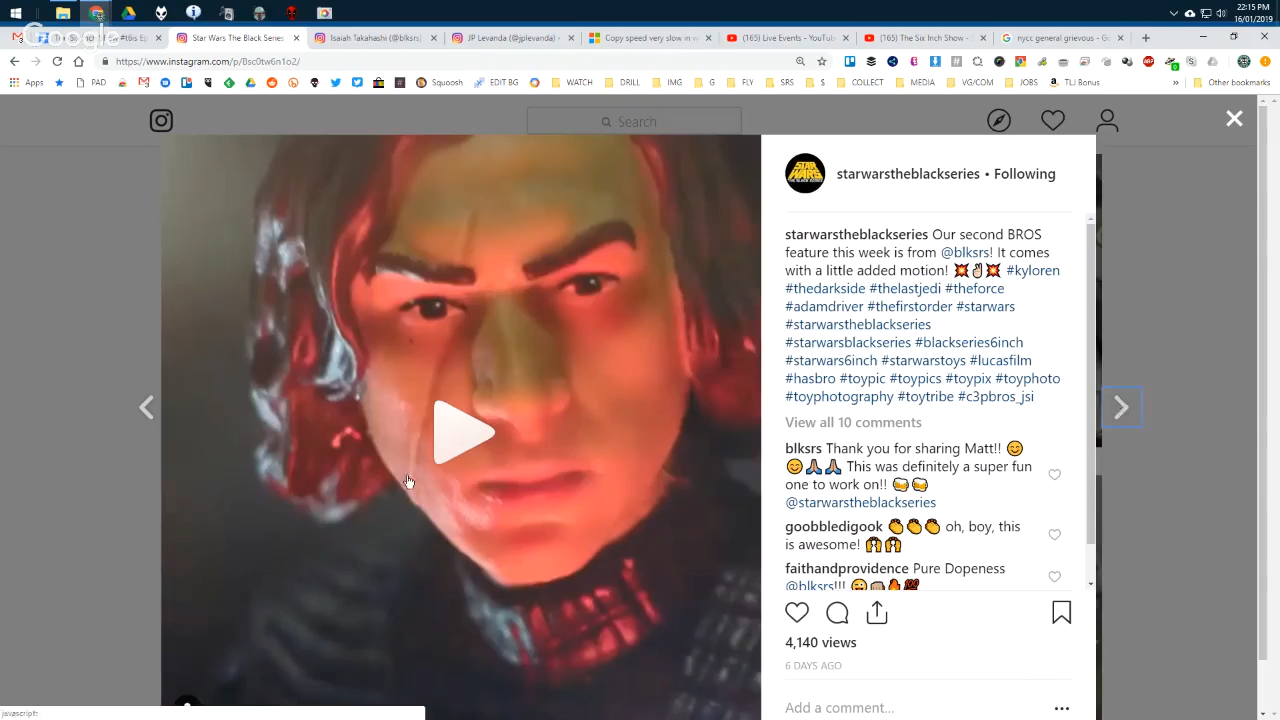 22:15 PM
16/01/2019
Google
Star Wars The Black Series
Isaiah Takahashi (@blksrs)
JP Levanda (@jplevanda) •
Copy speed very slow in w
(165) Live Events - YouTube
(165) The Six Inch Show -
nycc general grievous - Go
https://www.instagram.com/p/Bsc0tw6n1o2/
Apps
PAD
Squoosh
EDIT BG
WATCH
DRILL
IMG
G
FLY
SRS
$
COLLECT
MEDIA
VG/COM
JOBS
TLJ Bonus
»
Other bookmarks
Search
STAR WARS
starwarstheblackseries • Following
starwarstheblackseries Our second BROS
feature this week is from @blksrs! It comes
with a little added motion! 💥✌🏻💥 #kyloren
#thedarkside #thelastjedi #theforce
#adamdriver #thefirstorder #starwars
#starwarstheblackseries
#starwarsblackseries #blackseries6inch
#starwars6inch #starwarstoys #lucasfilm
#hasbro #toypic #toypics #toypix #toyphoto
#toyphotography #toytribe #c3pbros_jsi
View all 10 comments
blksrs Thank you for sharing Matt!! 😊
😊🙏🏽🙏🏽 This was definitely a super fun
one to work on!! 🍻🍻
@starwarstheblackseries
goobbledigook 👏👏👏 oh, boy, this
is awesome! 🙌🙌
faithandprovidence Pure Dopeness
@blksrs!!!
4,140 views
6 DAYS AGO
Add a comment...
javascript: